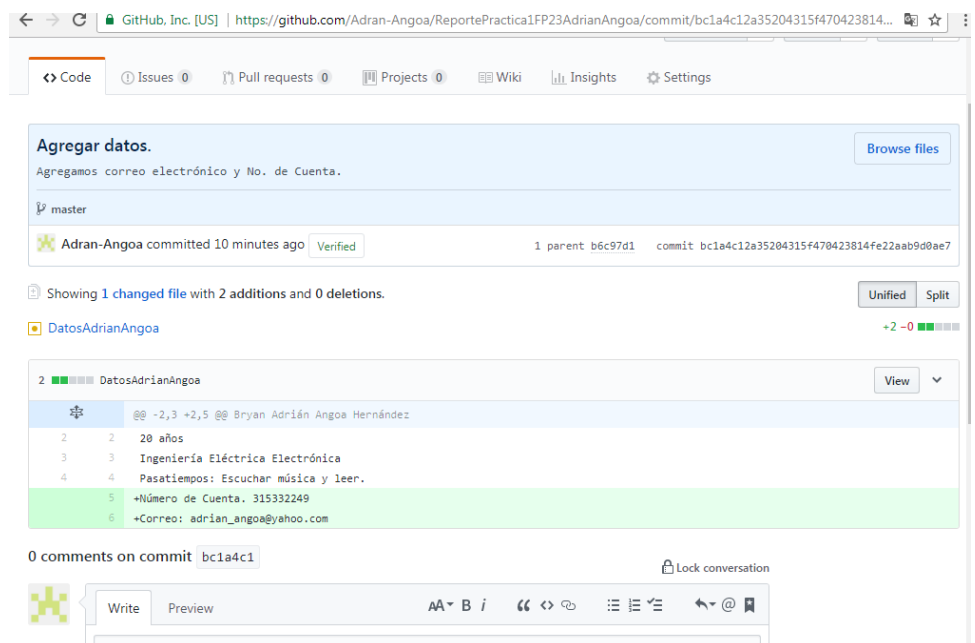 GitHub, Inc. [US] | https://github.com/Adran-Angoa/ReportePractica1FP23AdrianAngoa/commit/bc1a4c12a35204315f470423814...
Code Issues 0 Pull requests 0 Projects 0 Wiki Insights Settings
Agregar datos.
Browse files
Agregamos correo electrónico y No. de Cuenta.
master
Adran-Angoa committed 10 minutes ago Verified 1 parent b6c97d1 commit bc1a4c12a35204315f470423814fe22aab9d0ae7
Showing 1 changed file with 2 additions and 0 deletions. Unified Split
DatosAdrianAngoa +2 −0
2 DatosAdrianAngoa View
@@ -2,3 +2,5 @@ Bryan Adrián Angoa Hernández
2 2 20 años
3 3 Ingeniería Eléctrica Electrónica
4 4 Pasatiempos: Escuchar música y leer.
5 +Número de Cuenta. 315332249
6 +Correo: adrian_angoa@yahoo.com
0 comments on commit bc1a4c1
Lock conversation
Write Preview AA B i “ <> @